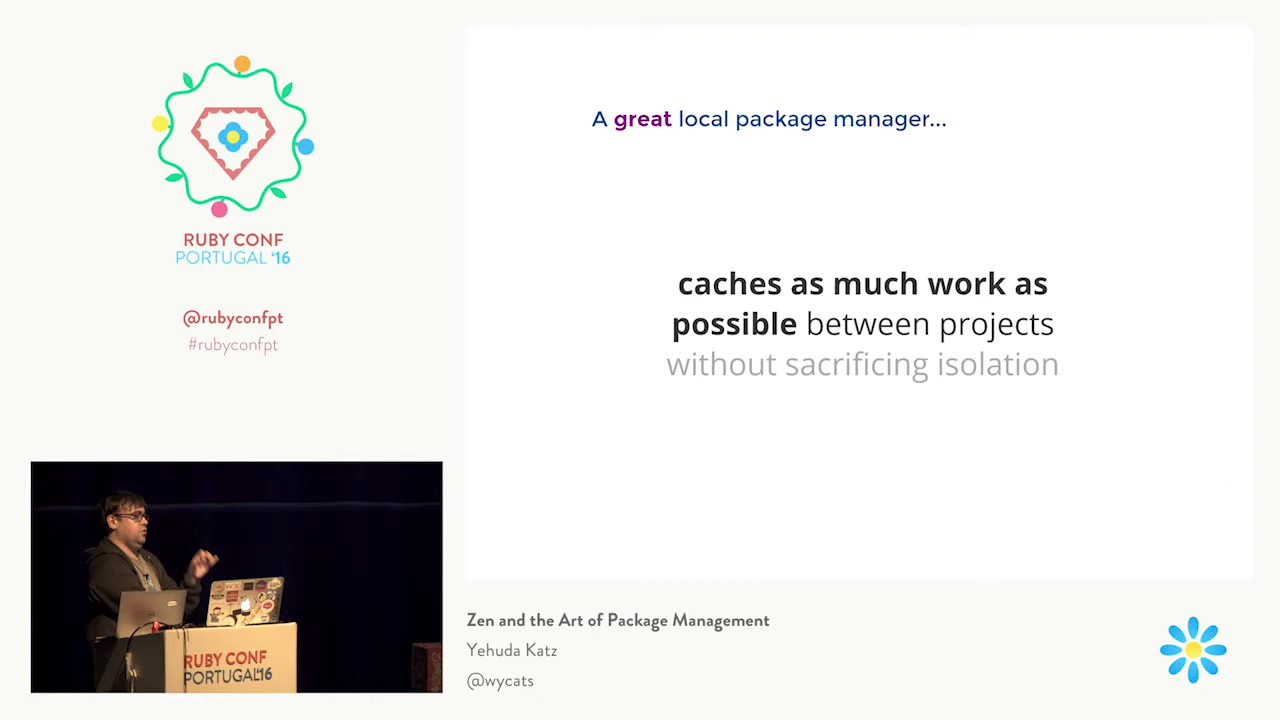 RUBY CONF
PORTUGAL '16
@rubyconfpt
#rubyconfpt
A great local package manager...
caches as much work as
possible between projects
without sacrificing isolation
RUBY CONF
PORTUGAL'16
Zen and the Art of Package Management
Yehuda Katz
@wycats